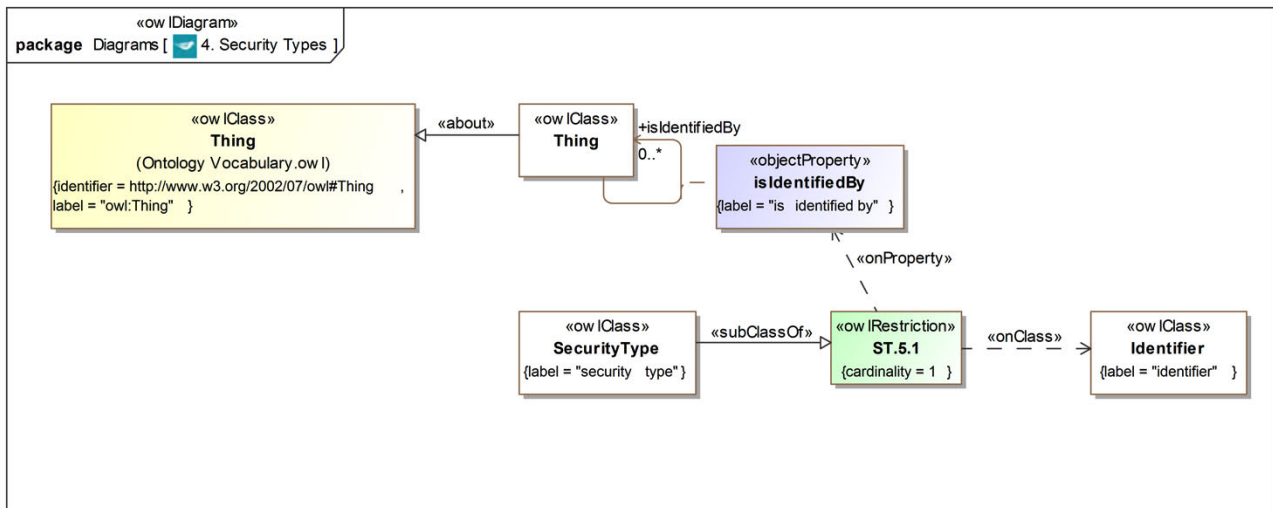 «owlDiagram»
package Diagrams [ 4. Security Types ]
«owlClass»
Thing
(Ontology Vocabulary.owl)
{identifier = http://www.w3.org/2002/07/owl#Thing ,
label = "owl:Thing" }
«about»
«owlClass»
Thing
+isIdentifiedBy
0..*
«objectProperty»
isIdentifiedBy
{label = "is identified by" }
«onProperty»
«owlClass»
SecurityType
{label = "security type" }
«subClassOf»
«owlRestriction»
ST.5.1
{cardinality = 1 }
«onClass»
«owlClass»
Identifier
{label = "identifier" }